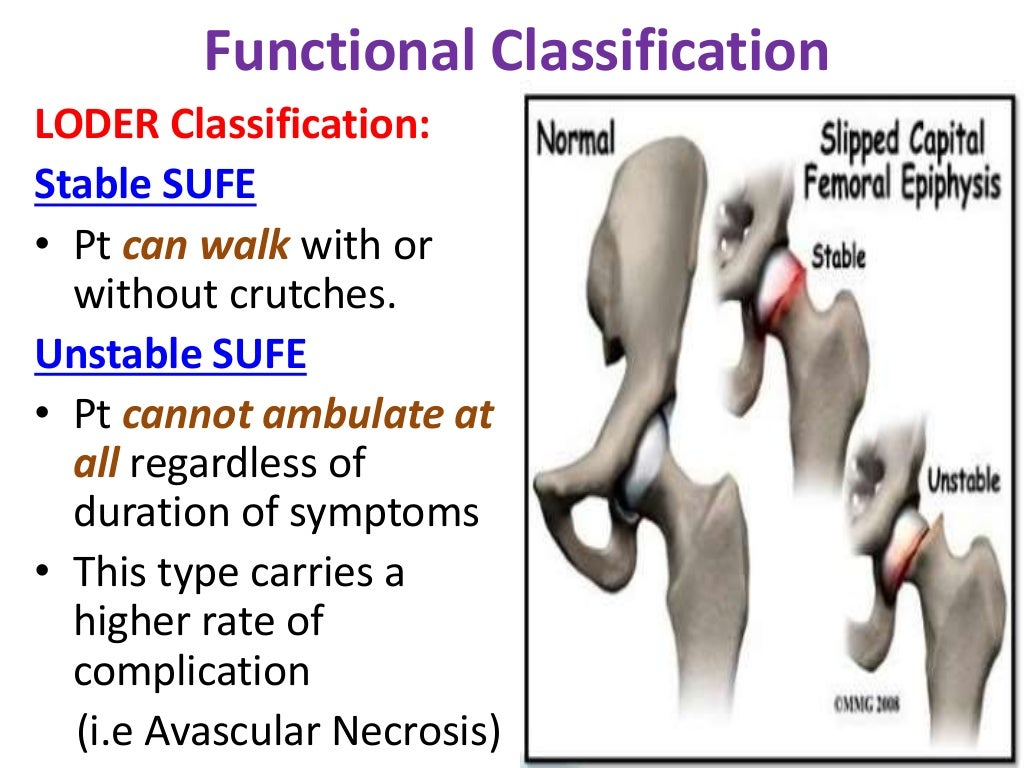 Functional Classification
LODER Classification:
Stable SUFE
• Pt can walk with or
without crutches.
Unstable SUFE
• Pt cannot ambulate at
all regardless of
duration of symptoms
• This type carries a
higher rate of
complication
(i.e Avascular Necrosis)
Normal
Slipped Capital
Femoral Epiphysis
Stable
Unstable
©MMG 2008